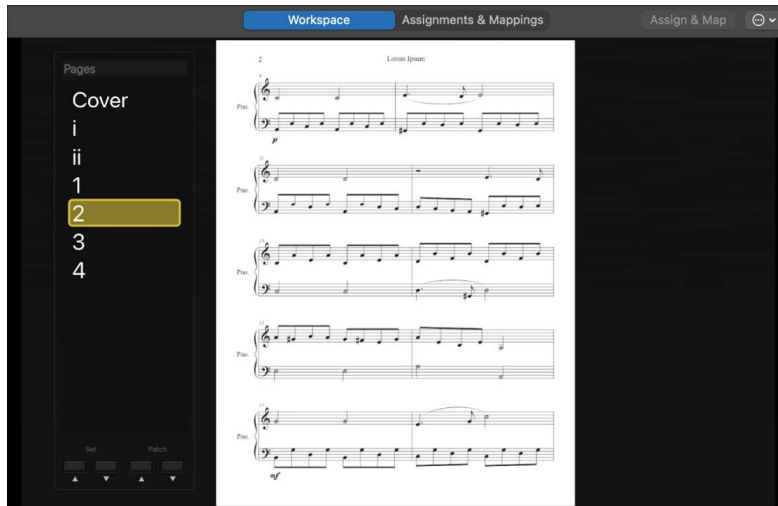 Workspace
Assignments & Mappings
Assign & Map
Pages
Cover
i
ii
1
2
3
4
Set
Patch
2
Lorem Ipsum
Pno.
p
Pno.
Pno.
Pno.
Pno.
mf